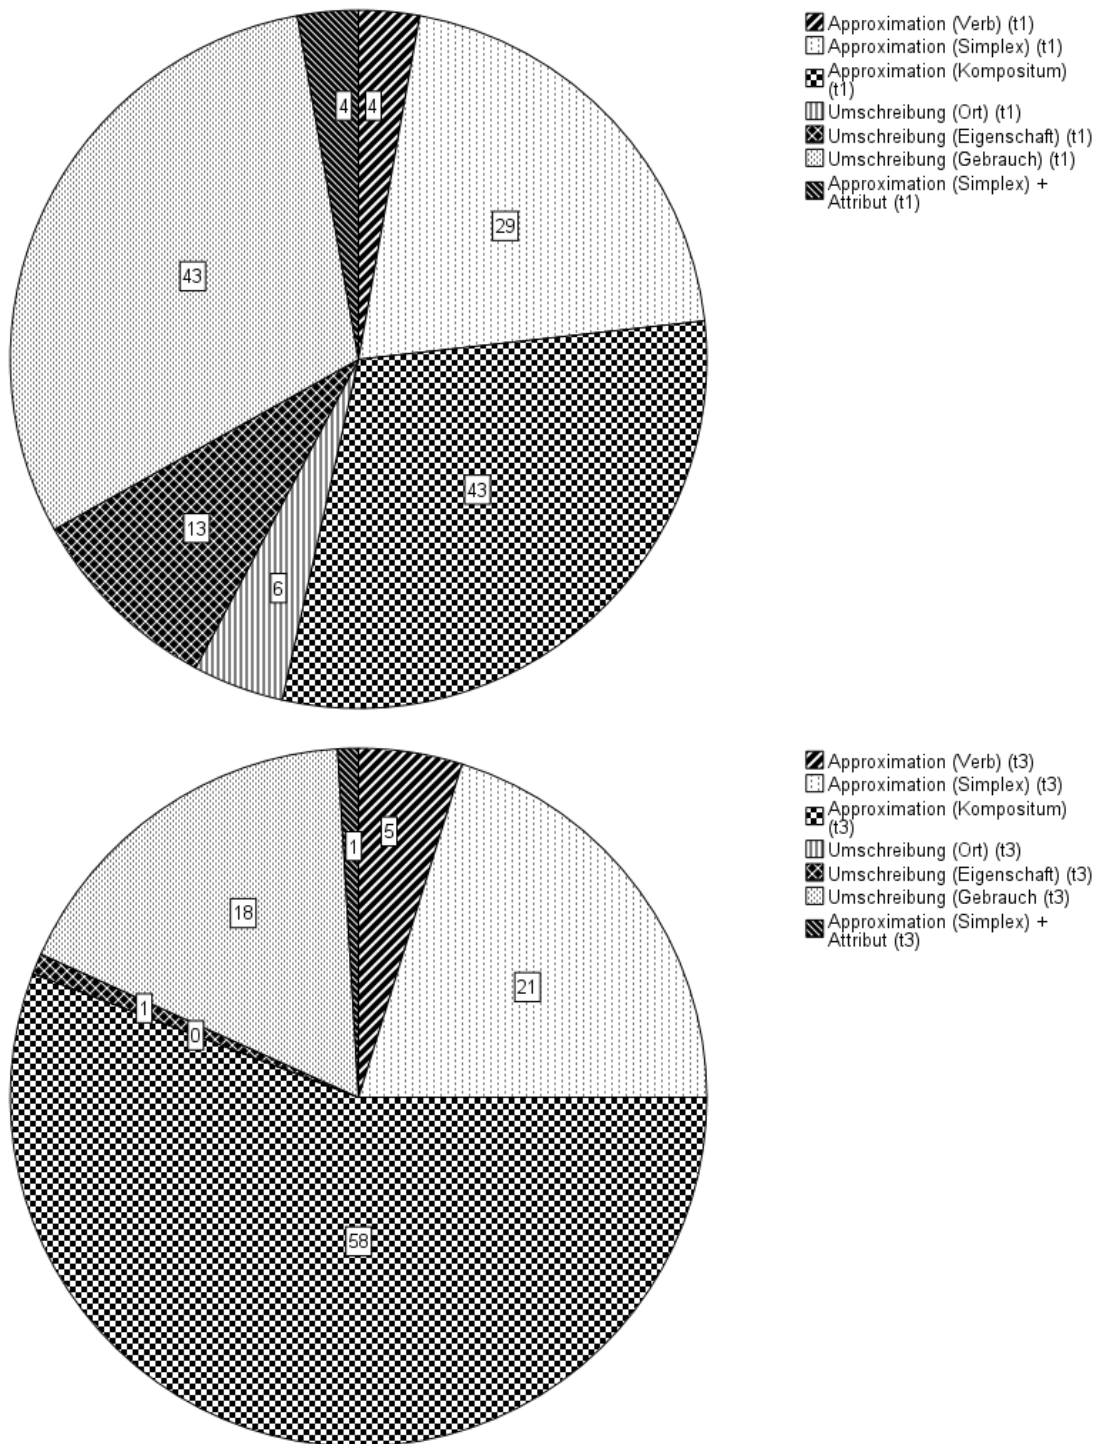 Approximation (Verb) (t1)
Approximation (Simplex) (t1)
Approximation (Kompositum)
(t1)
Umschreibung (Ort) (t1)
Umschreibung (Eigenschaft) (t1)
Umschreibung (Gebrauch) (t1)
Approximation (Simplex) +
Attribut (t1)
4
4
29
43
43
13
6
Approximation (Verb) (t3)
Approximation (Simplex) (t3)
Approximation (Kompositum)
(t3)
Umschreibung (Ort) (t3)
Umschreibung (Eigenschaft) (t3)
Umschreibung (Gebrauch (t3)
Approximation (Simplex) +
Attribut (t3)
5
1
18
21
1
0
58